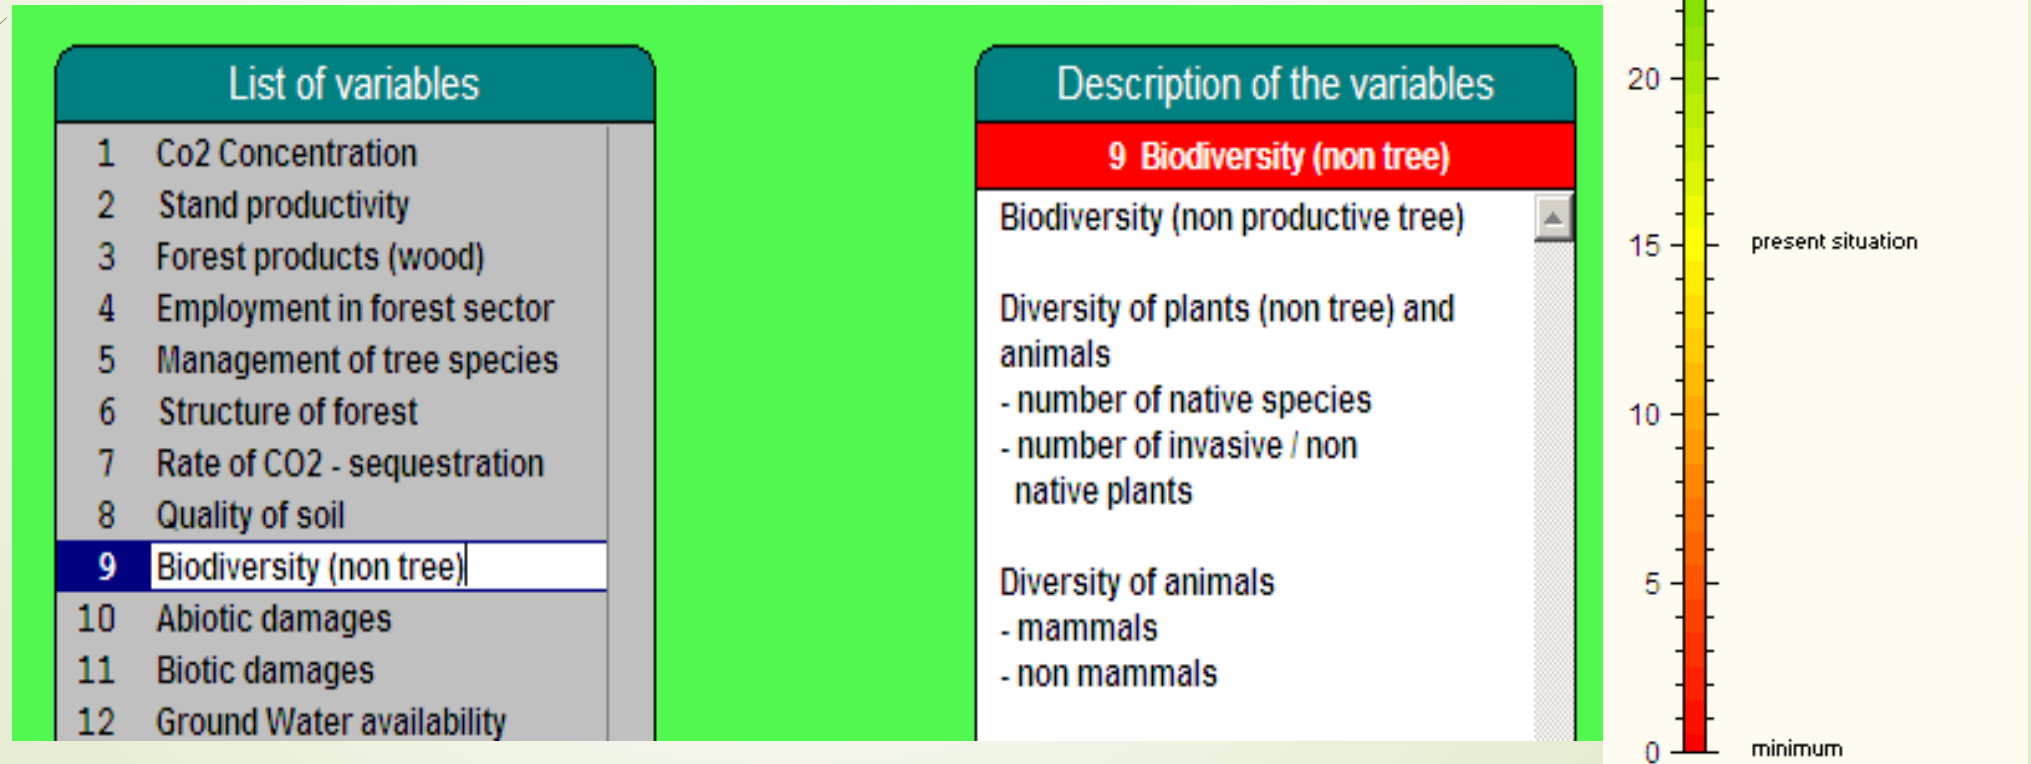 List of variables
1 Co2 Concentration
2 Stand productivity
3 Forest products (wood)
4 Employment in forest sector
5 Management of tree species
6 Structure of forest
7 Rate of CO2 - sequestration
8 Quality of soil
9 Biodiversity (non tree)
10 Abiotic damages
11 Biotic damages
12 Ground Water availability
Description of the variables
9 Biodiversity (non tree)
Biodiversity (non productive tree)
Diversity of plants (non tree) and
animals
- number of native species
- number of invasive / non
native plants
Diversity of animals
- mammals
- non mammals
20
15 present situation
10
5
0 minimum